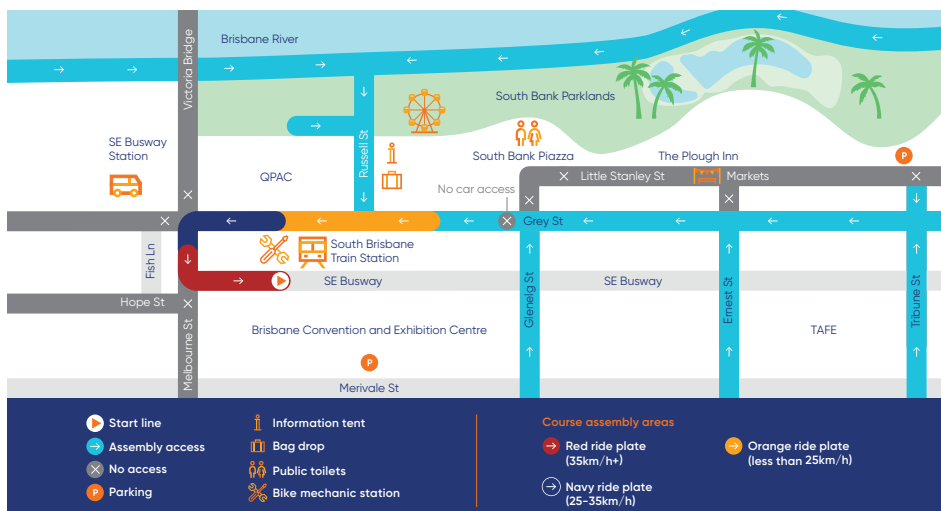 Brisbane River
Victoria Bridge
South Bank Parklands
SE Busway
Station
Russell St
South Bank Piazza
The Plough Inn
P
QPAC
Little Stanley St
Markets
No car access
Grey St
Fish Ln
South Brisbane
Train Station
SE Busway
SE Busway
Glenelg St
Ernest St
Tribune St
Hope St
Melbourne St
Brisbane Convention and Exhibition Centre
TAFE
P
Merivale St
Start line
Assembly access
No access
P Parking
Information tent
Bag drop
Public toilets
Bike mechanic station
Course assembly areas
Red ride plate
(35km/h+)
Navy ride plate
(25-35km/h)
Orange ride plate
(less than 25km/h)